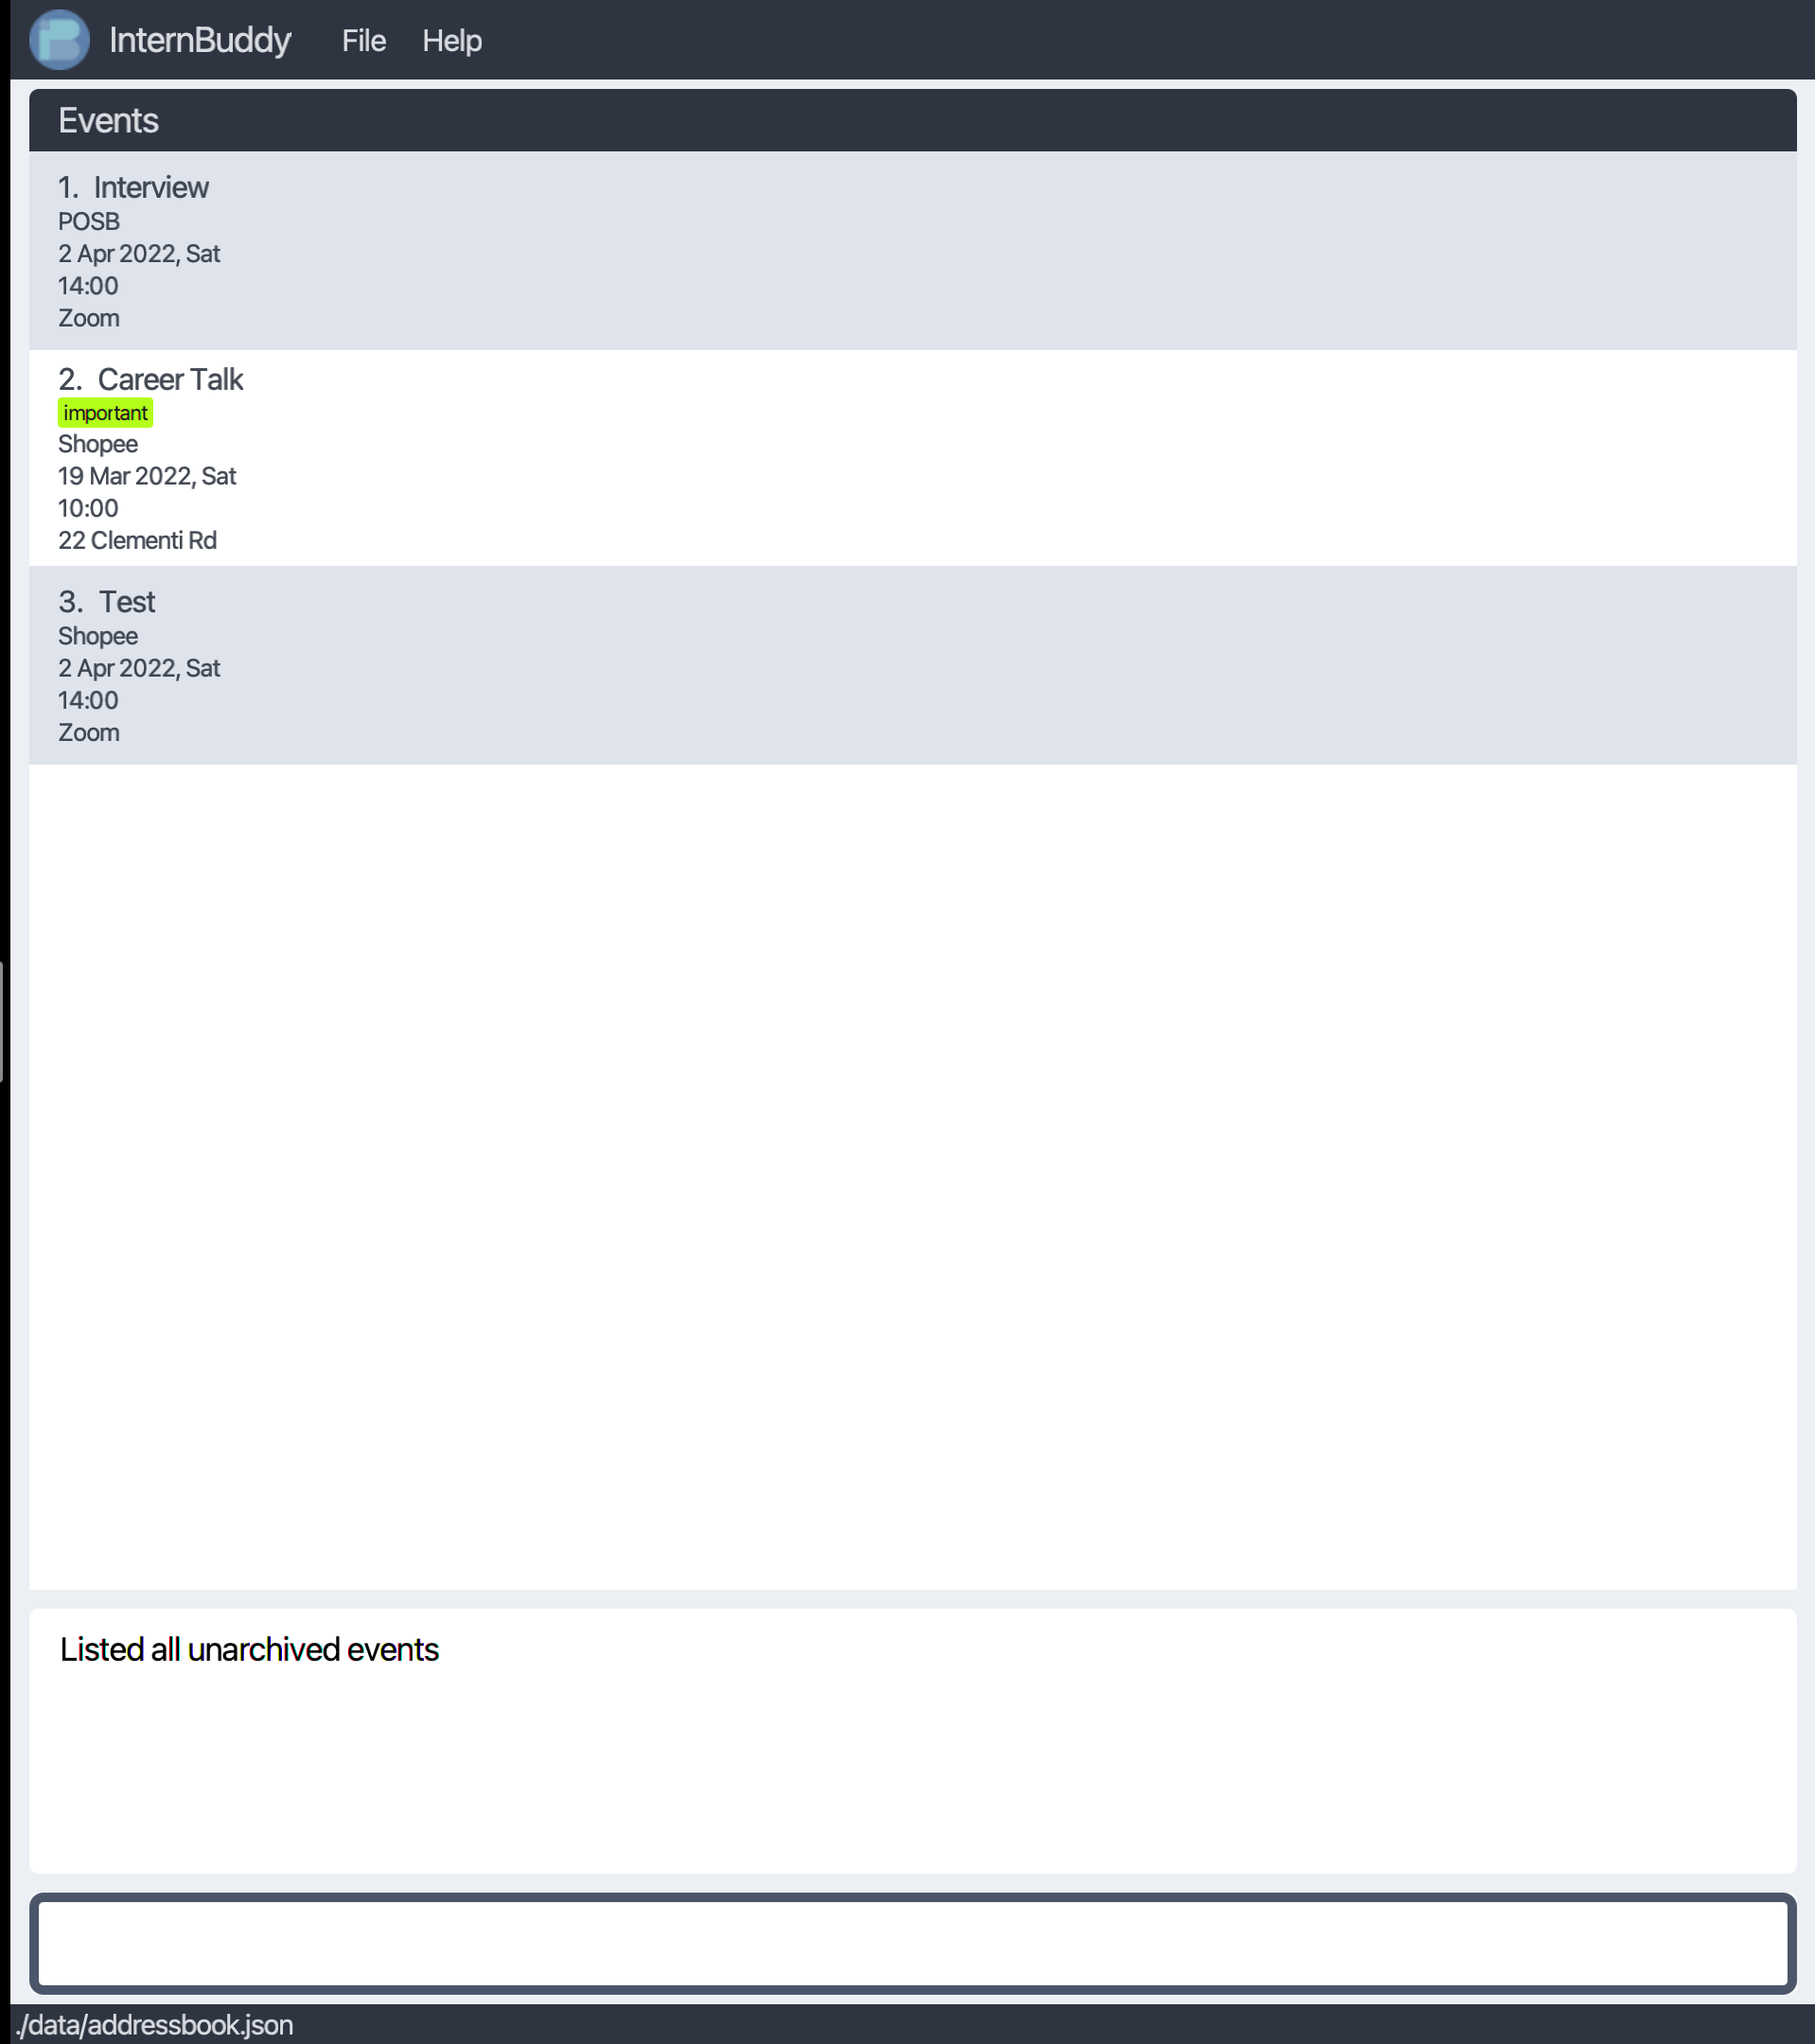 InternBuddy File Help
Events
1. Interview
POSB
2 Apr 2022, Sat
14:00
Zoom
2. Career Talk
important
Shopee
19 Mar 2022, Sat
10:00
22 Clementi Rd
3. Test
Shopee
2 Apr 2022, Sat
14:00
Zoom
Listed all unarchived events
./data/addressbook.json